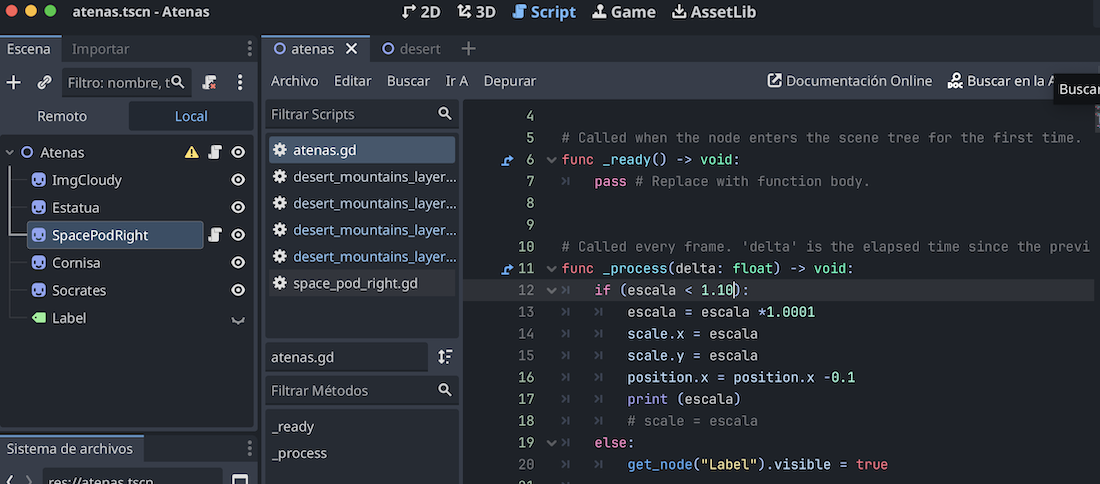 atenas.tscn - Atenas
2D 3D Script Game AssetLib
Escena Importar
Filtro: nombre, t
Remoto Local
Atenas
ImgCloudy
Estatua
SpacePodRight
Cornisa
Socrates
Label
Sistema de archivos
res://atenas.tscn
atenas desert
Archivo Editar Buscar Ir A Depurar
Documentación Online Buscar en la A
Buscar
Filtrar Scripts
atenas.gd
desert_mountains_layer...
desert_mountains_layer...
desert_mountains_layer...
desert_mountains_layer...
space_pod_right.gd
atenas.gd
Filtrar Métodos
_ready
_process
4
5 # Called when the node enters the scene tree for the first time.
6 func _ready() -> void:
7 pass # Replace with function body.
8
9
10 # Called every frame. 'delta' is the elapsed time since the previ
11 func _process(delta: float) -> void:
12 if (escala < 1.10):
13 escala = escala *1.0001
14 scale.x = escala
15 scale.y = escala
16 position.x = position.x -0.1
17 print (escala)
18 # scale = escala
19 else:
20 get_node("Label").visible = true